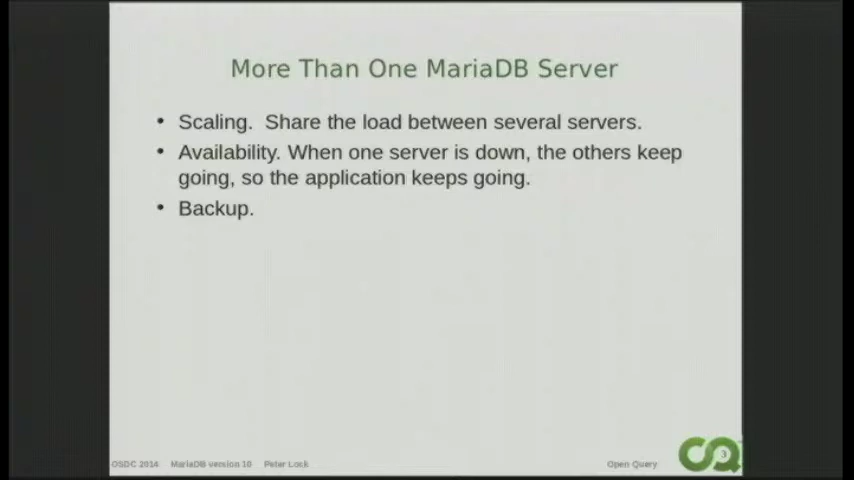 More Than One MariaDB Server
• Scaling. Share the load between several servers.
• Availability. When one server is down, the others keep
going, so the application keeps going.
• Backup.
OSDC 2014 MariaDB version 10 Peter Lock
Open Query
3